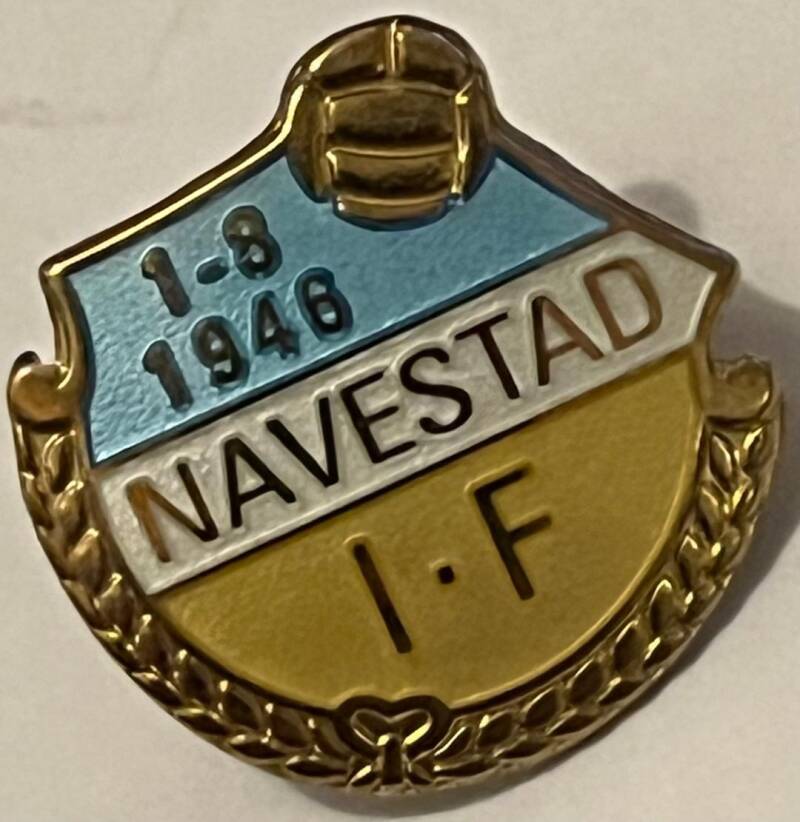 1-8
1946
NAVESTAD
I·F